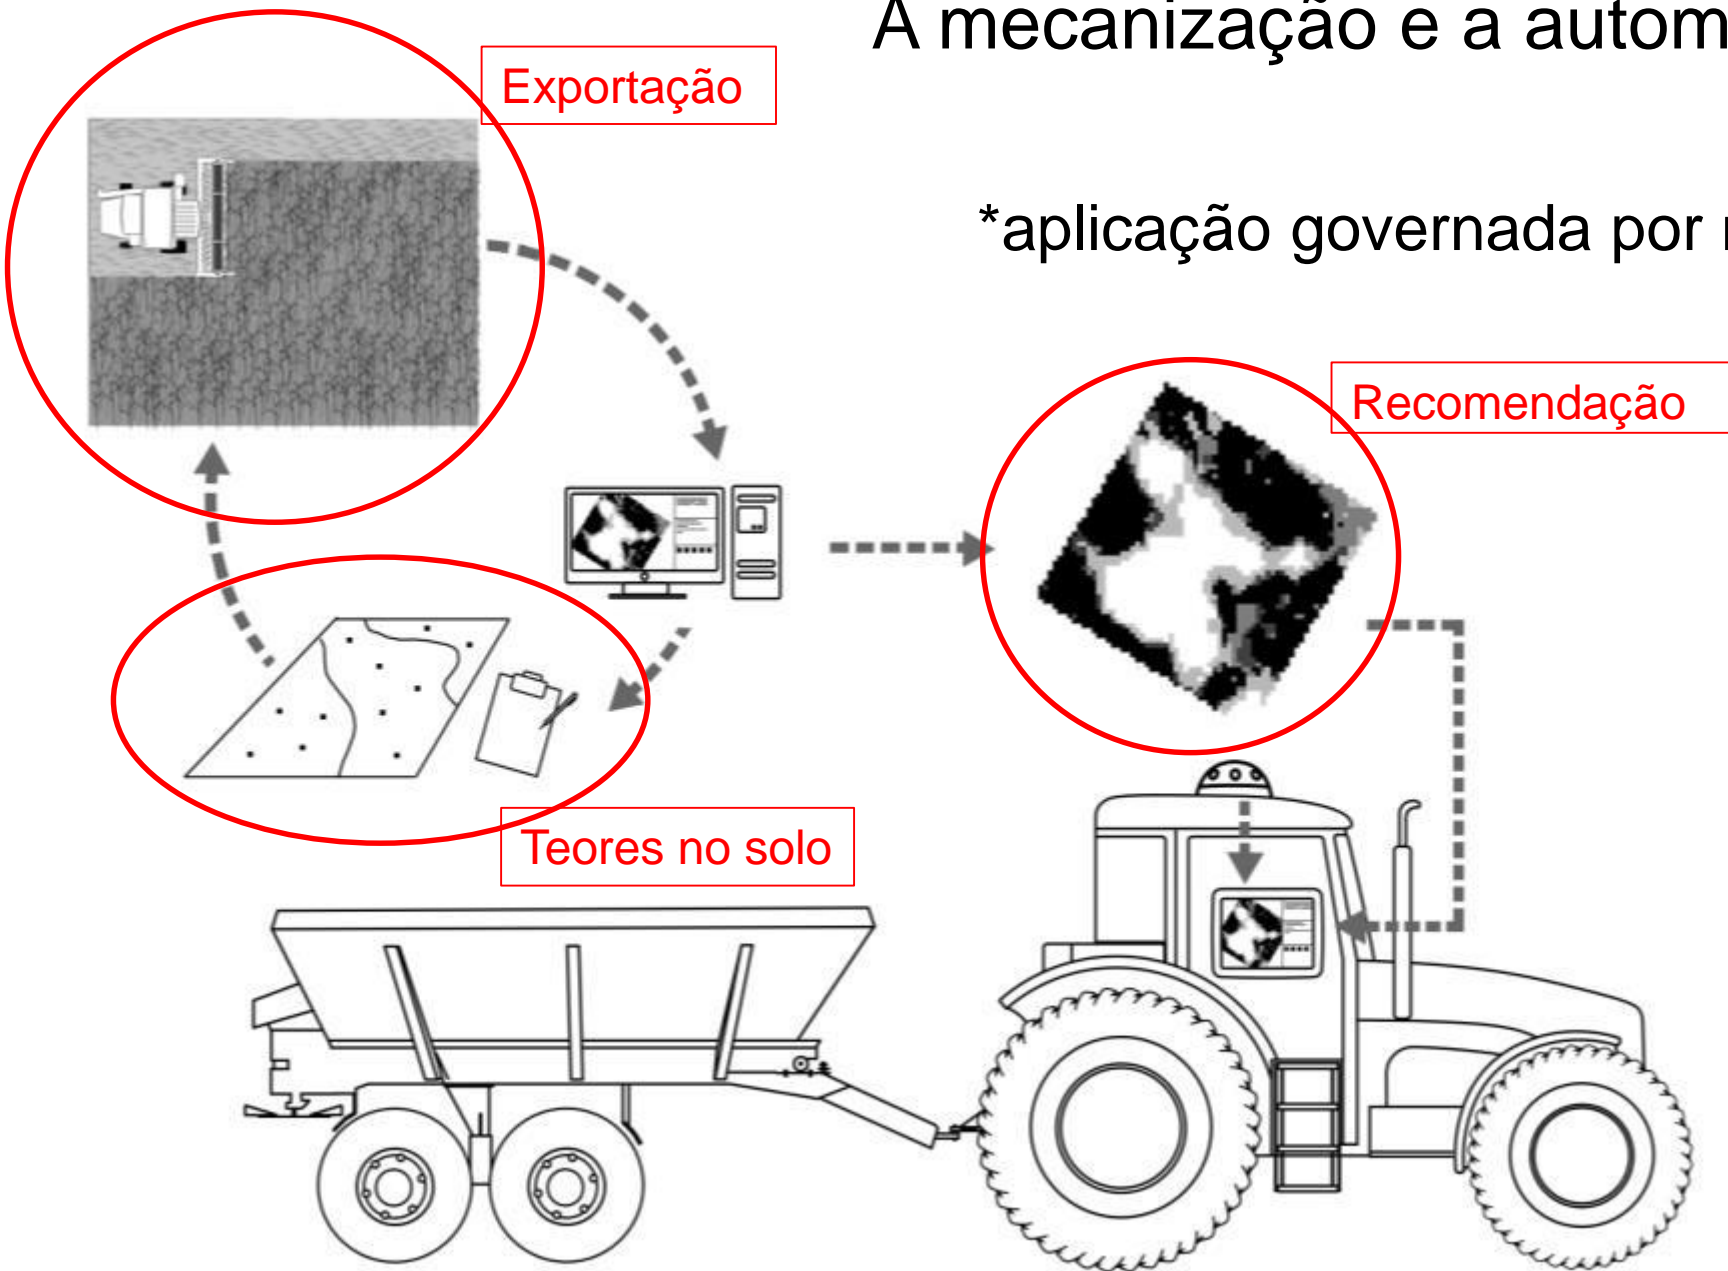 A mecanização e a autom
Exportação
*aplicação governada por
Recomendação
Teores no solo